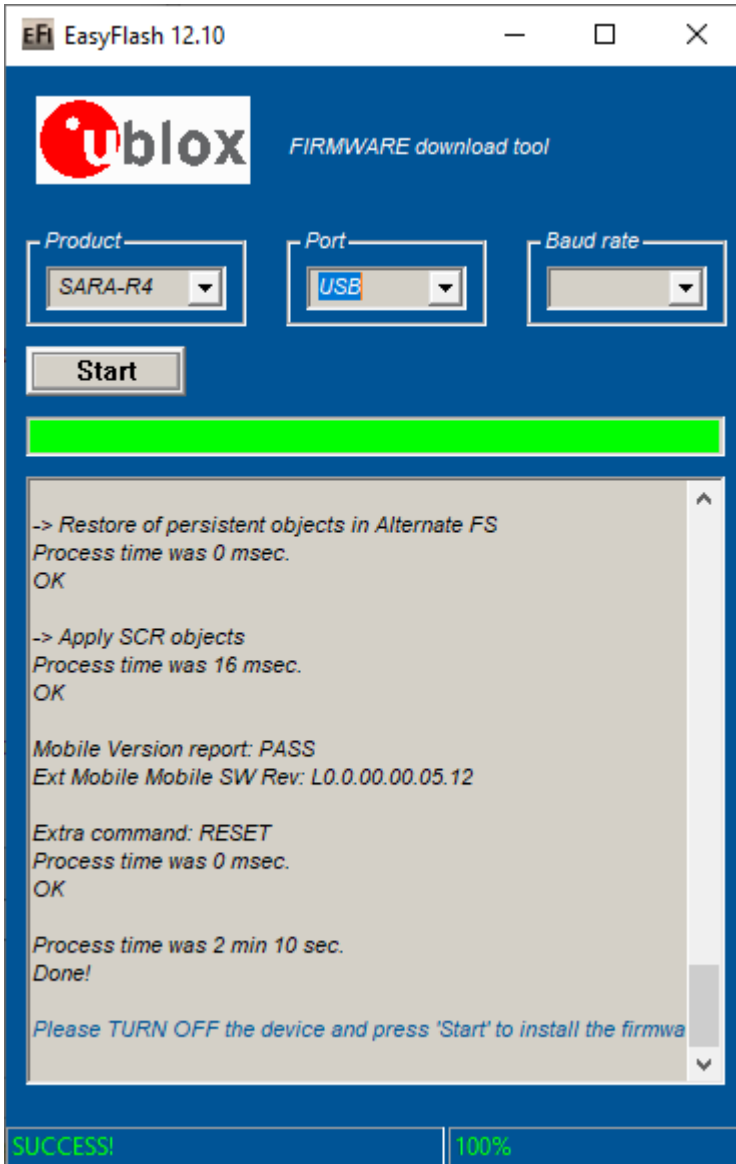 EFI EasyFlash 12.10
ublox
FIRMWARE download tool
Product
Port
Baud rate
SARA-R4
USB
Start
-> Restore of persistent objects in Alternate FS
Process time was 0 msec.
OK
-> Apply SCR objects
Process time was 16 msec.
OK
Mobile Version report: PASS
Ext Mobile Mobile SW Rev: L0.0.00.00.05.12
Extra command: RESET
Process time was 0 msec.
OK
Process time was 2 min 10 sec.
Done!
Please TURN OFF the device and press 'Start' to install the firmwa
SUCCESS!
100%